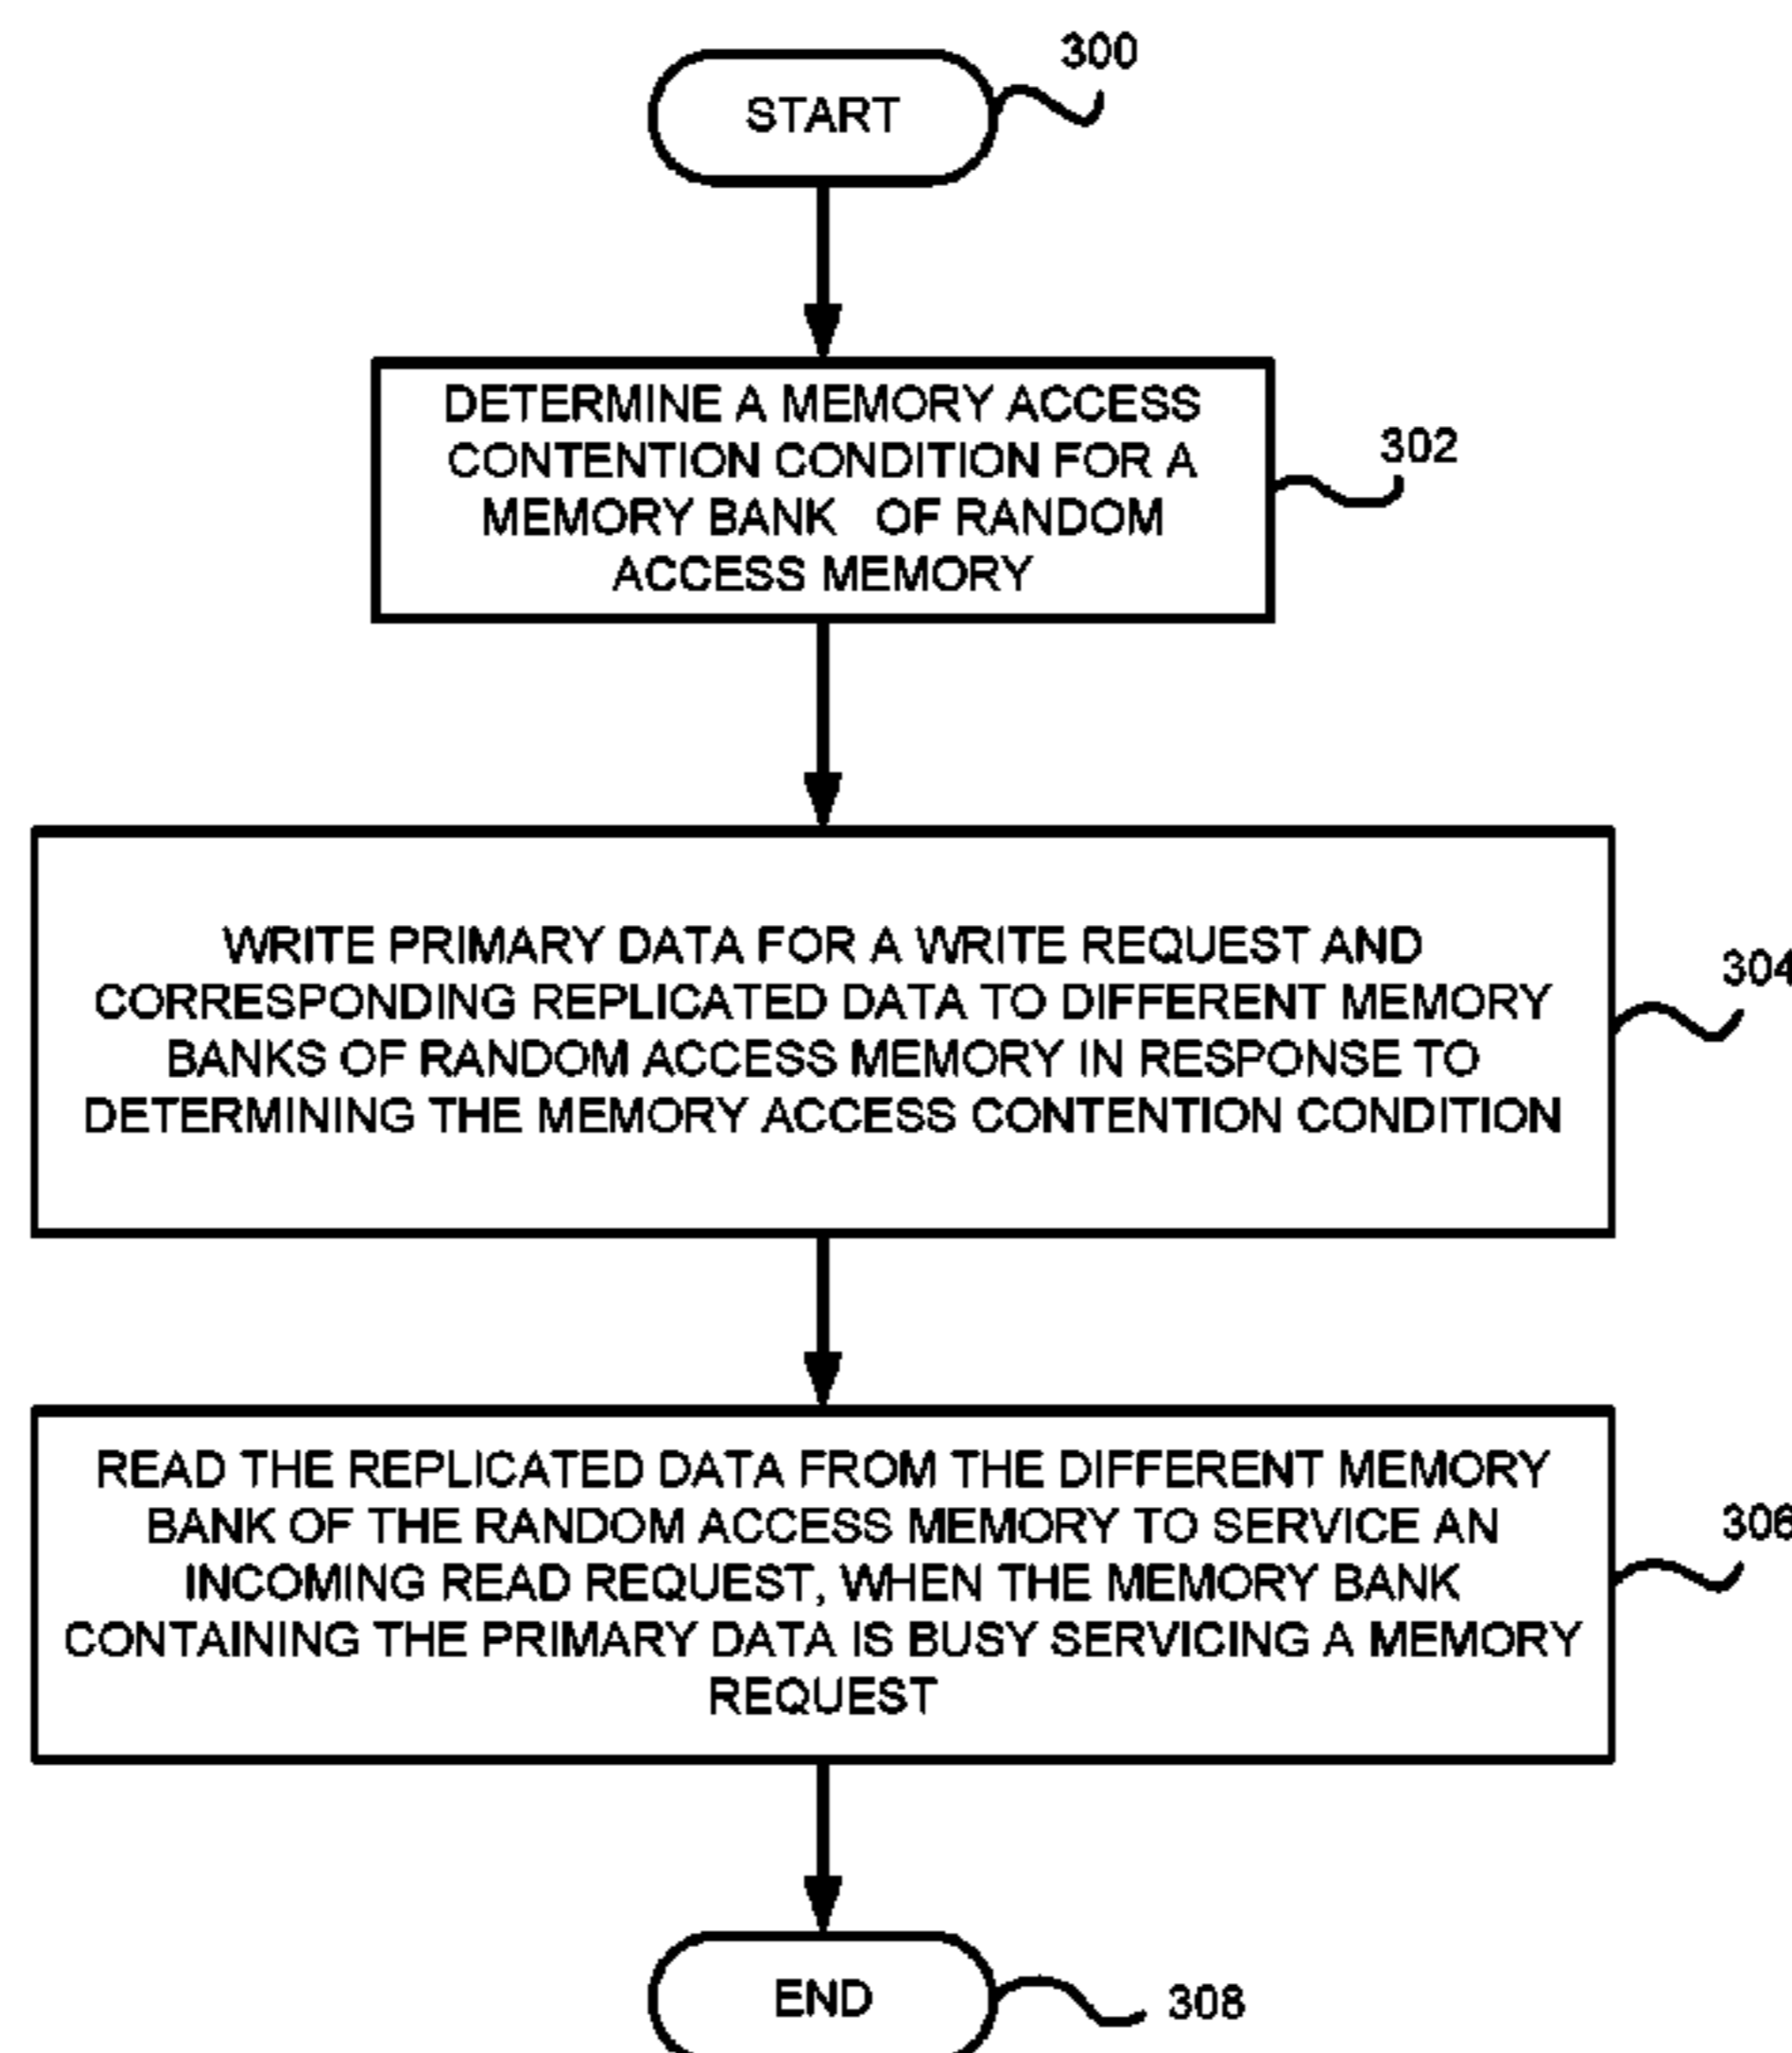 300
START
DETERMINE A MEMORY ACCESS
CONTENTION CONDITION FOR A
MEMORY BANK OF RANDOM
ACCESS MEMORY
302
WRITE PRIMARY DATA FOR A WRITE REQUEST AND
CORRESPONDING REPLICATED DATA TO DIFFERENT MEMORY
BANKS OF RANDOM ACCESS MEMORY IN RESPONSE TO
DETERMINING THE MEMORY ACCESS CONTENTION CONDITION
304
READ THE REPLICATED DATA FROM THE DIFFERENT MEMORY
BANK OF THE RANDOM ACCESS MEMORY TO SERVICE AN
INCOMING READ REQUEST, WHEN THE MEMORY BANK
CONTAINING THE PRIMARY DATA IS BUSY SERVICING A MEMORY
REQUEST
306
END
308